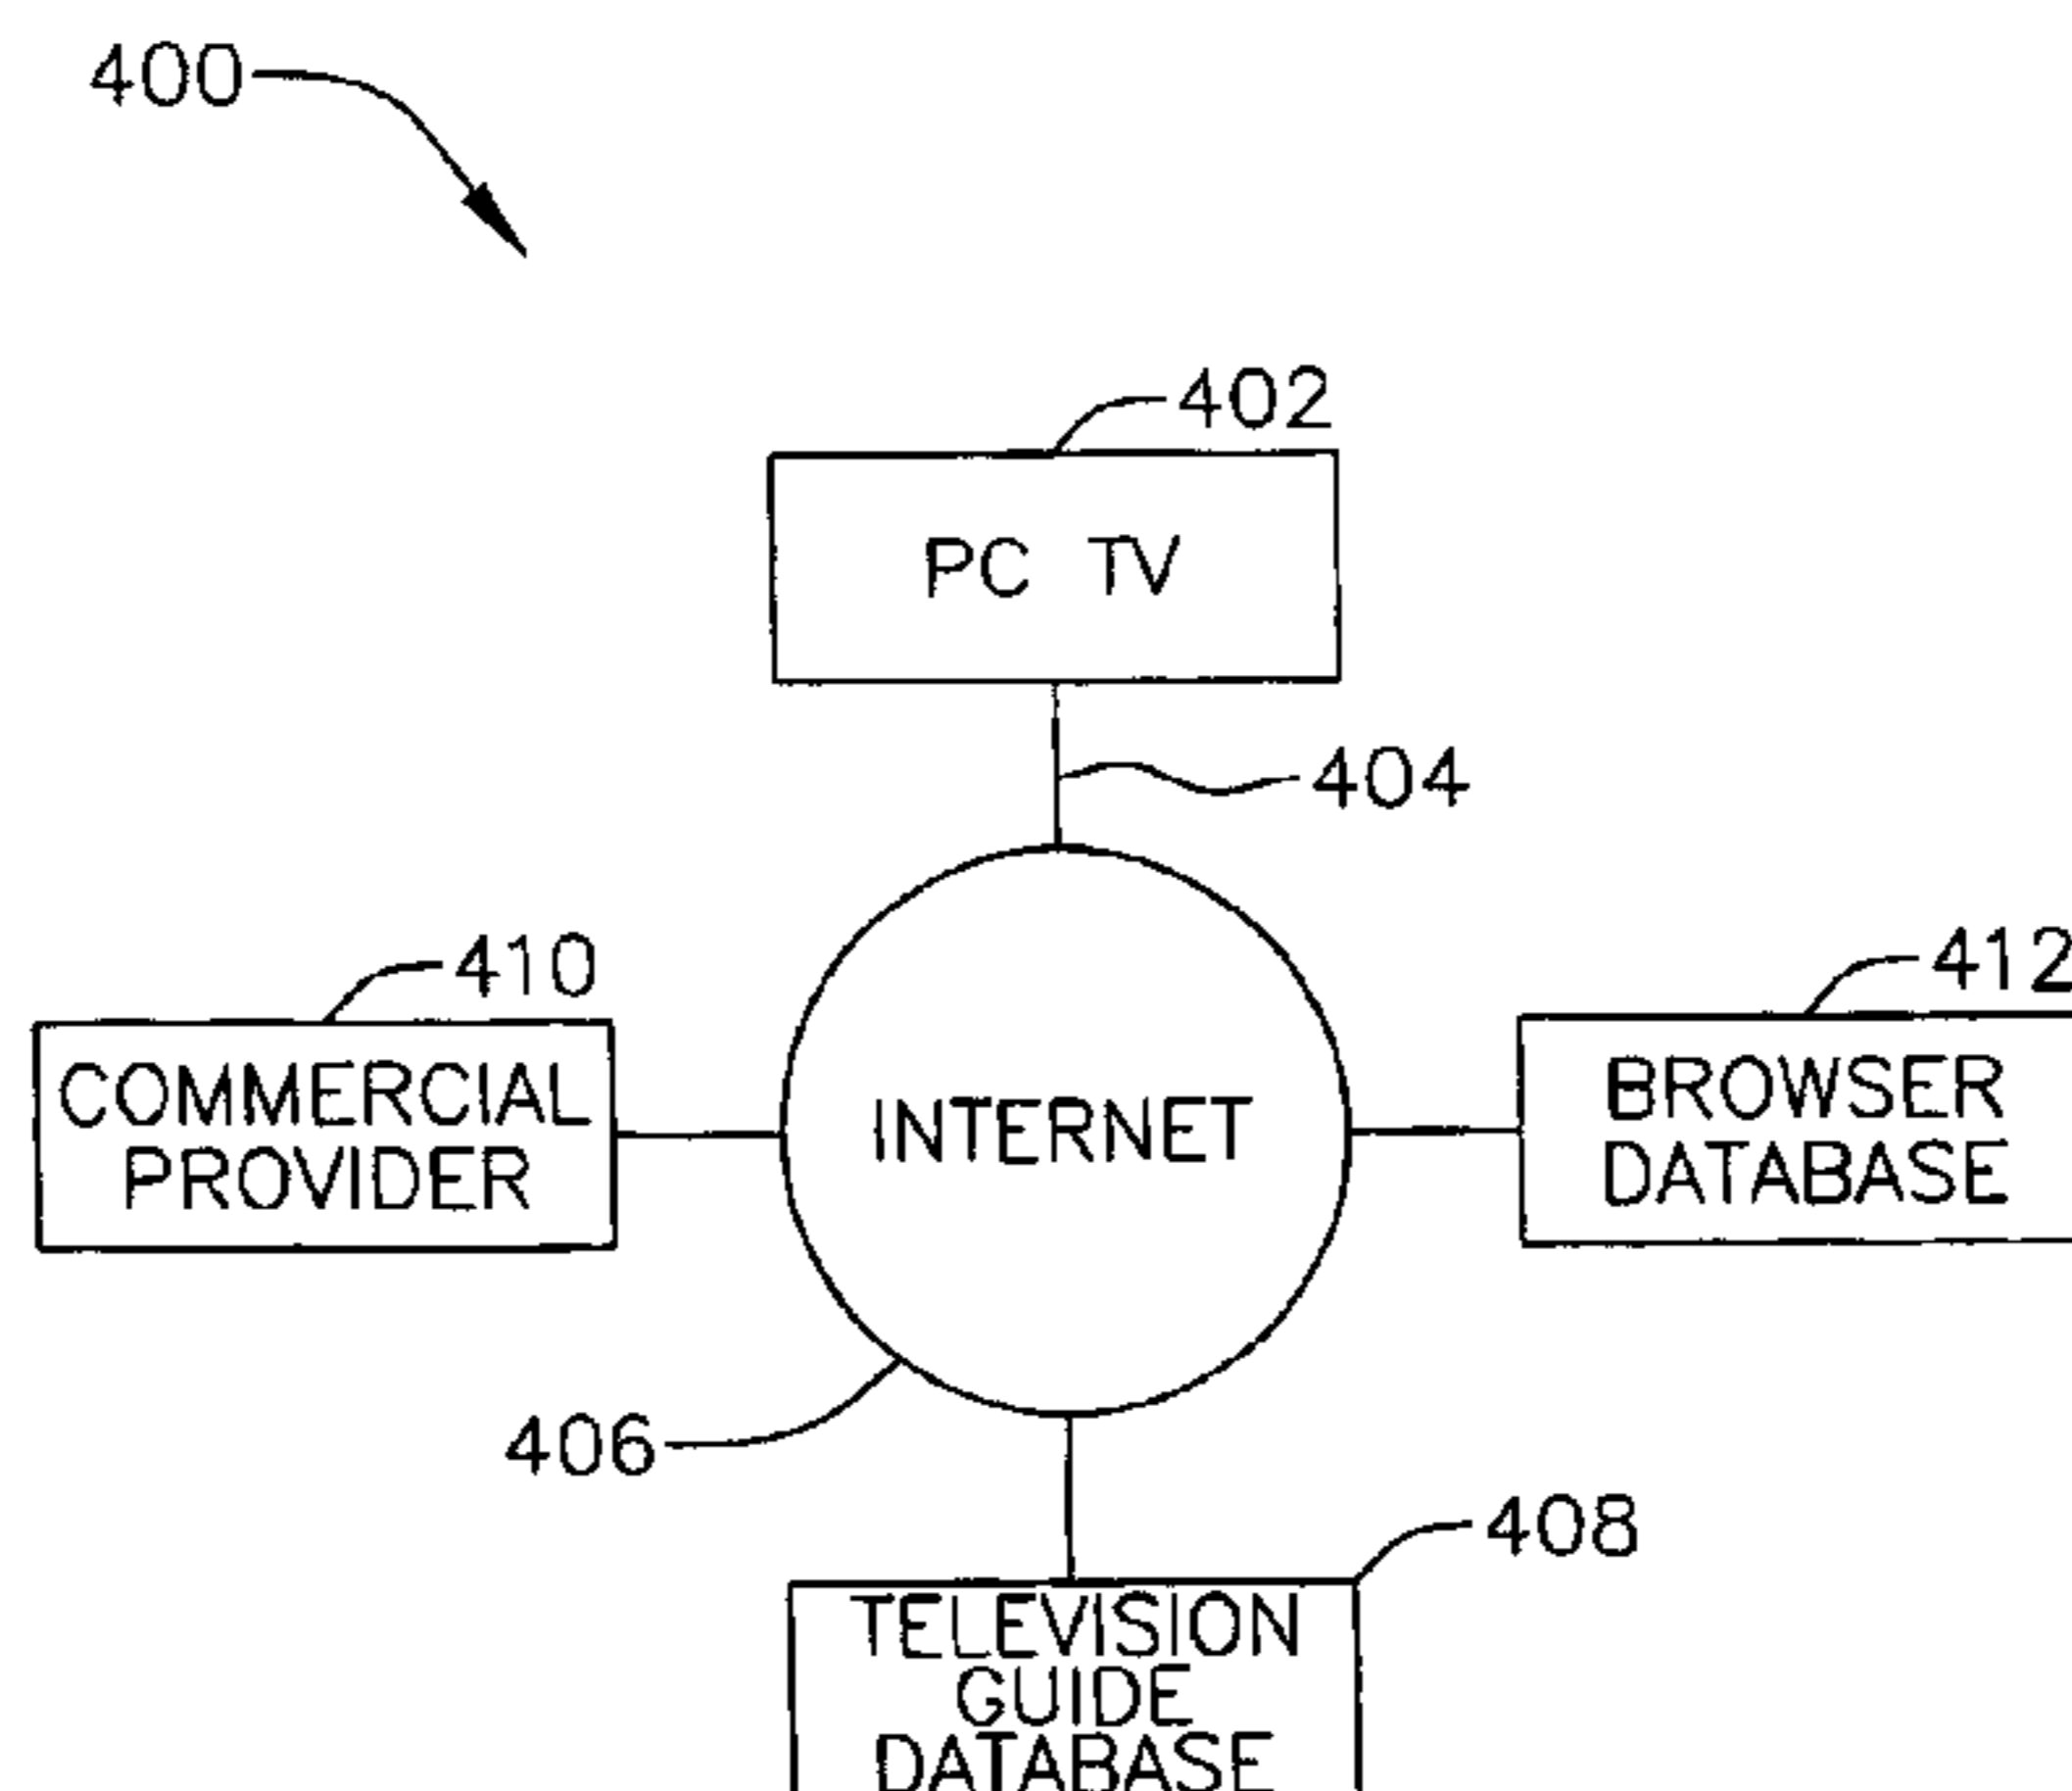 400
402
PC TV
404
410
412
COMMERCIAL
PROVIDER
INTERNET
BROWSER
DATABASE
406
408
TELEVISION
GUIDE
DATABASE